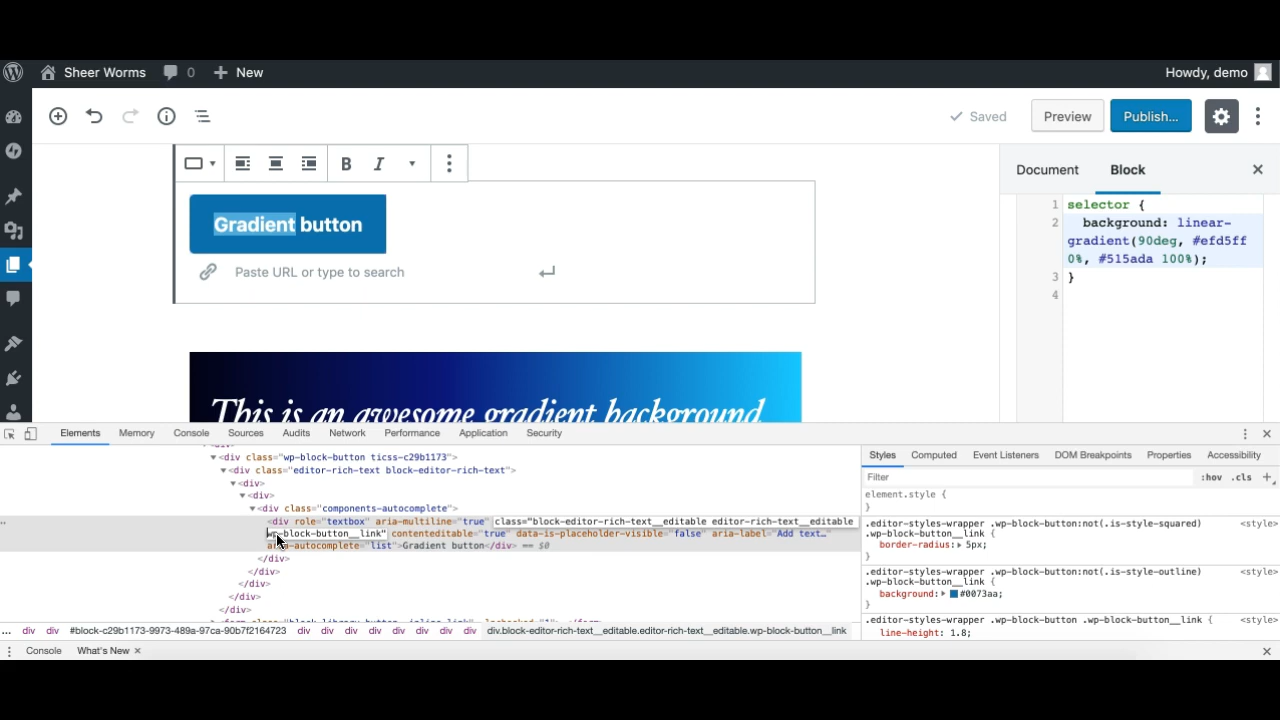 Sheer Worms 0 New Howdy, demo
Saved Preview Publish...
B I
Document Block
Gradient button
Paste URL or type to search
1 selector {
2 background: linear-
gradient(90deg, #efd5ff
0%, #515ada 100%);
3 }
4
This is an awesome gradient background
Elements Memory Console Sources Audits Network Performance Application Security
<div class="wp-block-button ticss-c29b1173">
<div class="editor-rich-text block-editor-rich-text">
<div>
<div>
<div class="components-autocomplete">
<div role="textbox" aria-multiline="true" class="block-editor-rich-text__editable editor-rich-text__editable
wp-block-button__link" contenteditable="true" data-is-placeholder-visible="false" aria-label="Add text…"
aria-autocomplete="list">Gradient button</div> == $0
</div>
</div>
</div>
</div>
</div>
... div div #block-c29b1173-9973-489a-97ca-90b7f2164723 div div div div div div div div div.block-editor-rich-text__editable.editor-rich-text__editable.wp-block-button__link
Styles Computed Event Listeners DOM Breakpoints Properties Accessibility
Filter :hov .cls +
element.style {
}
.editor-styles-wrapper .wp-block-button:not(.is-style-squared) <style>
.wp-block-button__link {
border-radius: 5px;
}
.editor-styles-wrapper .wp-block-button:not(.is-style-outline) <style>
.wp-block-button__link {
background: #0073aa;
}
.editor-styles-wrapper .wp-block-button .wp-block-button__link { <style>
line-height: 1.8;
Console What's New